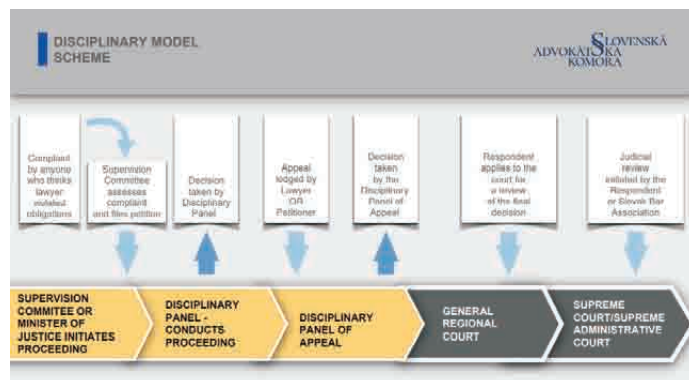 DISCIPLINARY MODEL
SCHEME
SLOVENSKÁ
ADVOKÁTSKA
KOMORA
Complaint
by anyone
who thinks
lawyer
violated
obligations
Supervision
Committee
assesses
complaint
and files petition
Decision
taken by
Disciplinary
Panel
Appeal
lodged by
Lawyer
OR
Petitioner
Decision
taken
by the
Disciplinary
Panel of
Appeal
Respondent
applies to the
court for
a review
of the final
decision
Judicial
review
initiated by the
Respondent
or Slovak Bar
Association
SUPERVISION
COMMITEE OR
MINISTER OF
JUSTICE INITIATES
PROCEEDING
DISCIPLINARY
PANEL -
CONDUCTS
PROCEEDING
DISCIPLINARY
PANEL OF
APPEAL
GENERAL
REGIONAL
COURT
SUPREME
COURT/SUPREME
ADMINISTRATIVE
COURT